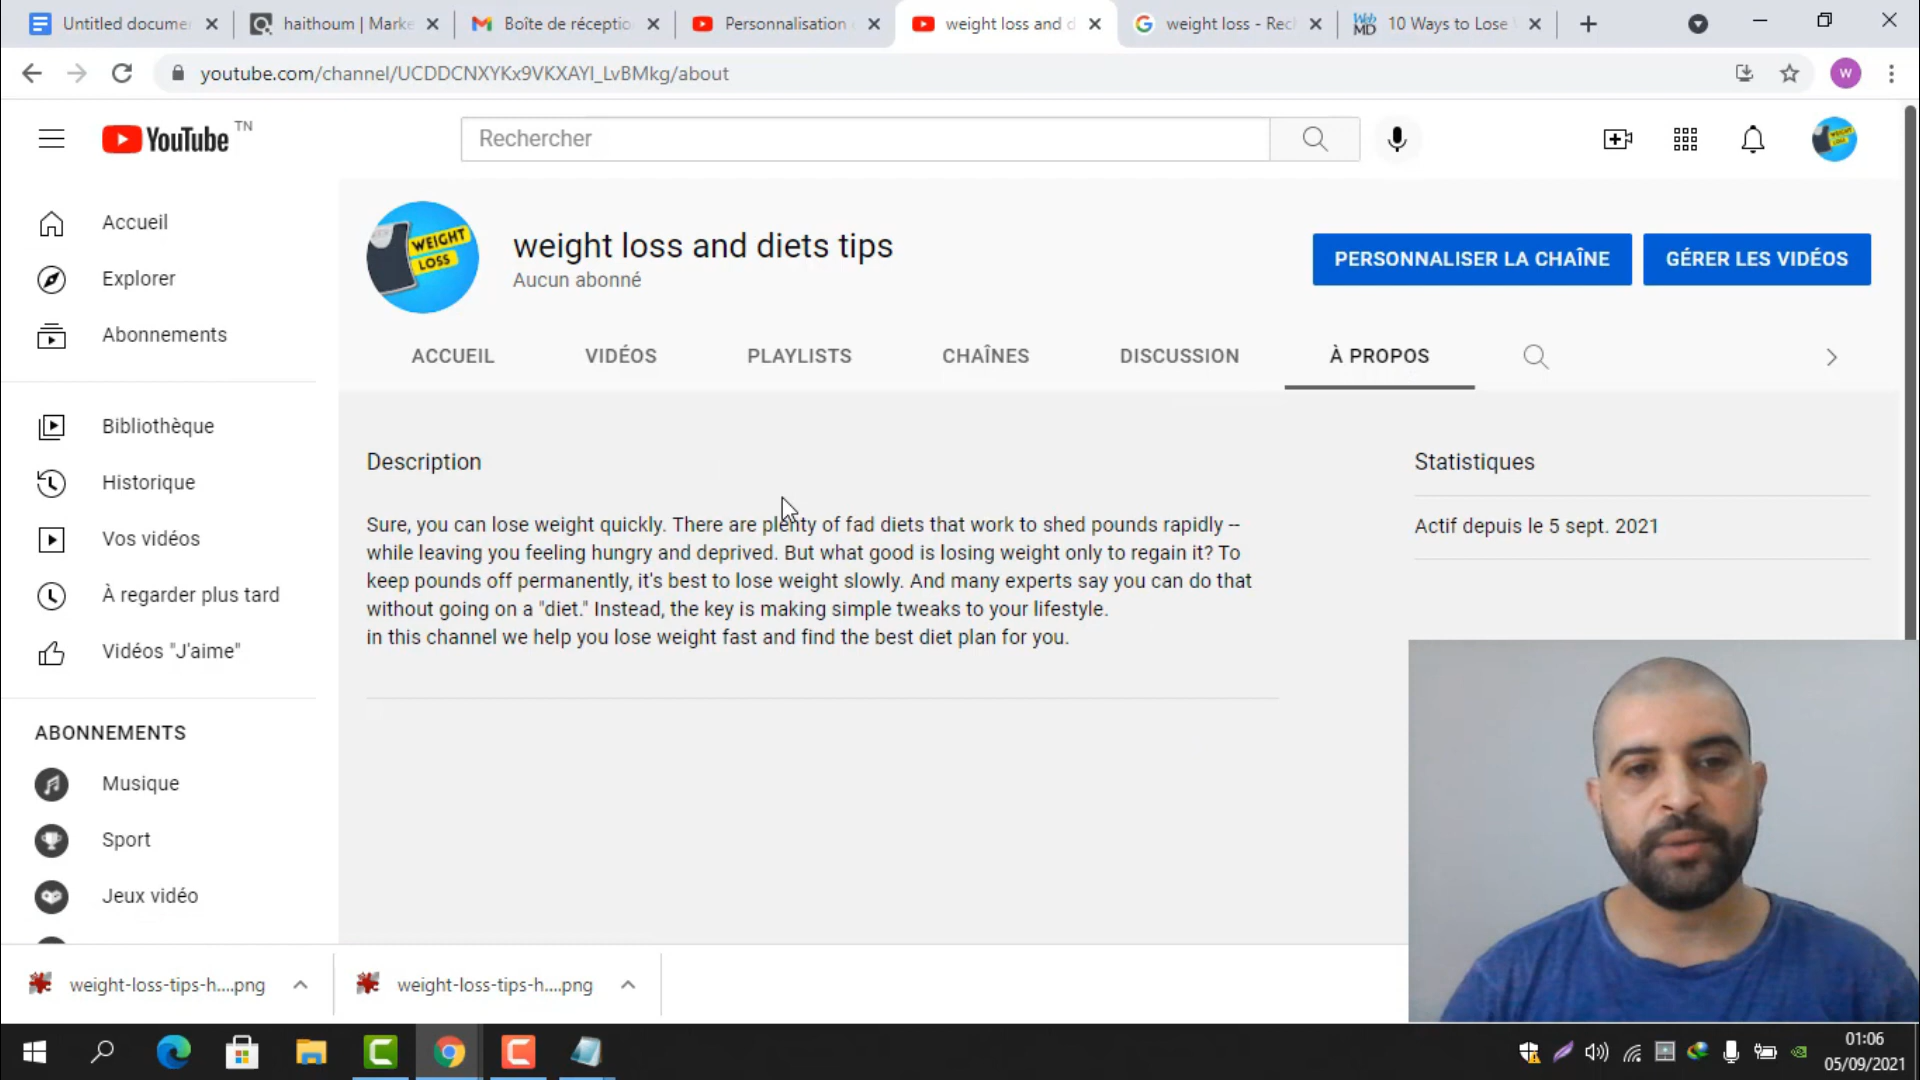 Untitled documen
haithoum | Marke
Boîte de réceptio
Personnalisation
weight loss and d
weight loss - Rech
Web MD
10 Ways to Lose
youtube.com/channel/UCDDCNXYKx9VKXAYI_LvBMkg/about
W
YouTube TN
Rechercher
Accueil
Explorer
Abonnements
Bibliothèque
Historique
Vos vidéos
À regarder plus tard
Vidéos "J'aime"
ABONNEMENTS
Musique
Sport
Jeux vidéo
WEIGHT
LOSS
weight loss and diets tips
Aucun abonné
PERSONNALISER LA CHAÎNE
GÉRER LES VIDÉOS
ACCUEIL
VIDÉOS
PLAYLISTS
CHAÎNES
DISCUSSION
À PROPOS
Description
Sure, you can lose weight quickly. There are plenty of fad diets that work to shed pounds rapidly --
while leaving you feeling hungry and deprived. But what good is losing weight only to regain it? To
keep pounds off permanently, it's best to lose weight slowly. And many experts say you can do that
without going on a "diet." Instead, the key is making simple tweaks to your lifestyle.
in this channel we help you lose weight fast and find the best diet plan for you.
Statistiques
Actif depuis le 5 sept. 2021
weight-loss-tips-h....png
weight-loss-tips-h....png
01:06
05/09/2021